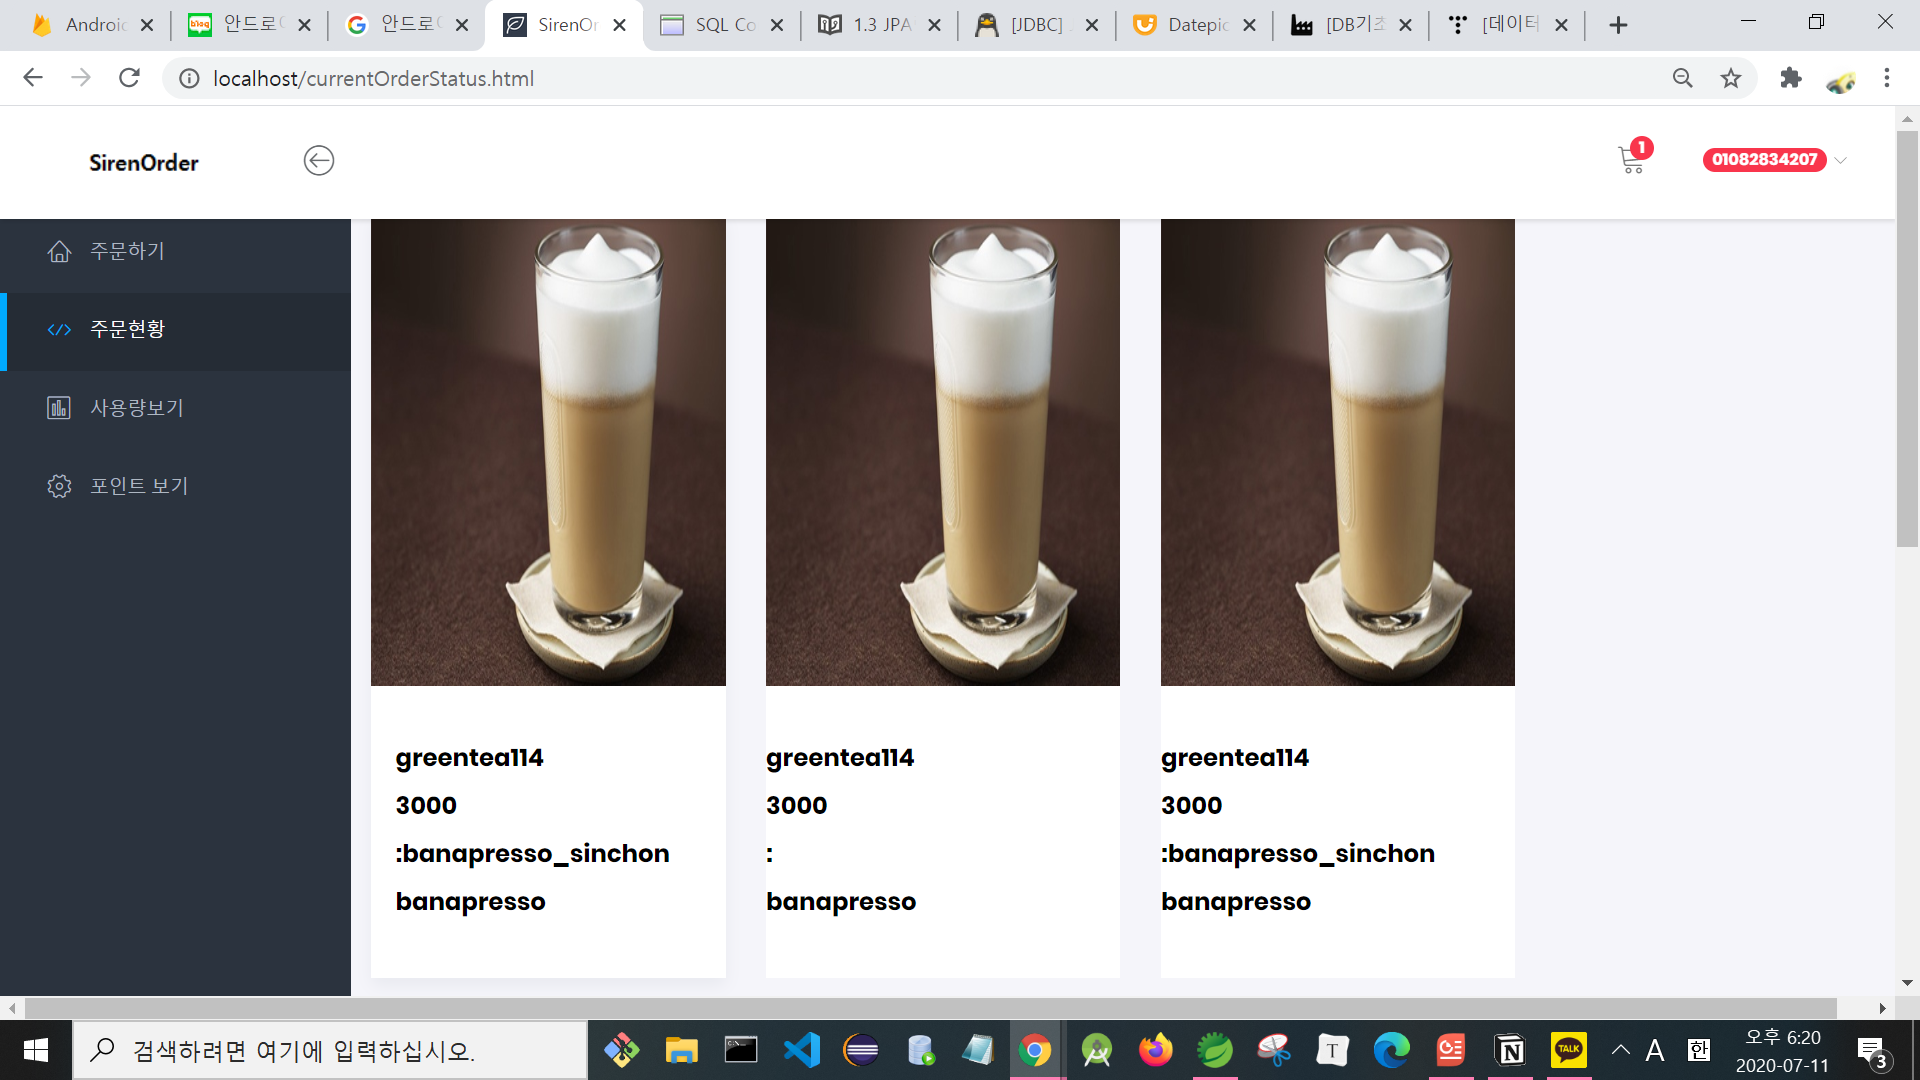 Androic
안드로이
안드로이
SirenOr
SQL Co
1.3 JPA
[JDBC] .
Datepic
[DB기초
[데이터
localhost/currentOrderStatus.html
SirenOrder
1
01082834207
주문하기
주문현황
사용량보기
포인트 보기
greentea114
3000
:banapresso_sinchon
banapresso
greentea114
3000
:
banapresso
greentea114
3000
:banapresso_sinchon
banapresso
검색하려면 여기에 입력하십시오.
T
TALK
A
한
오후 6:20
2020-07-11
3